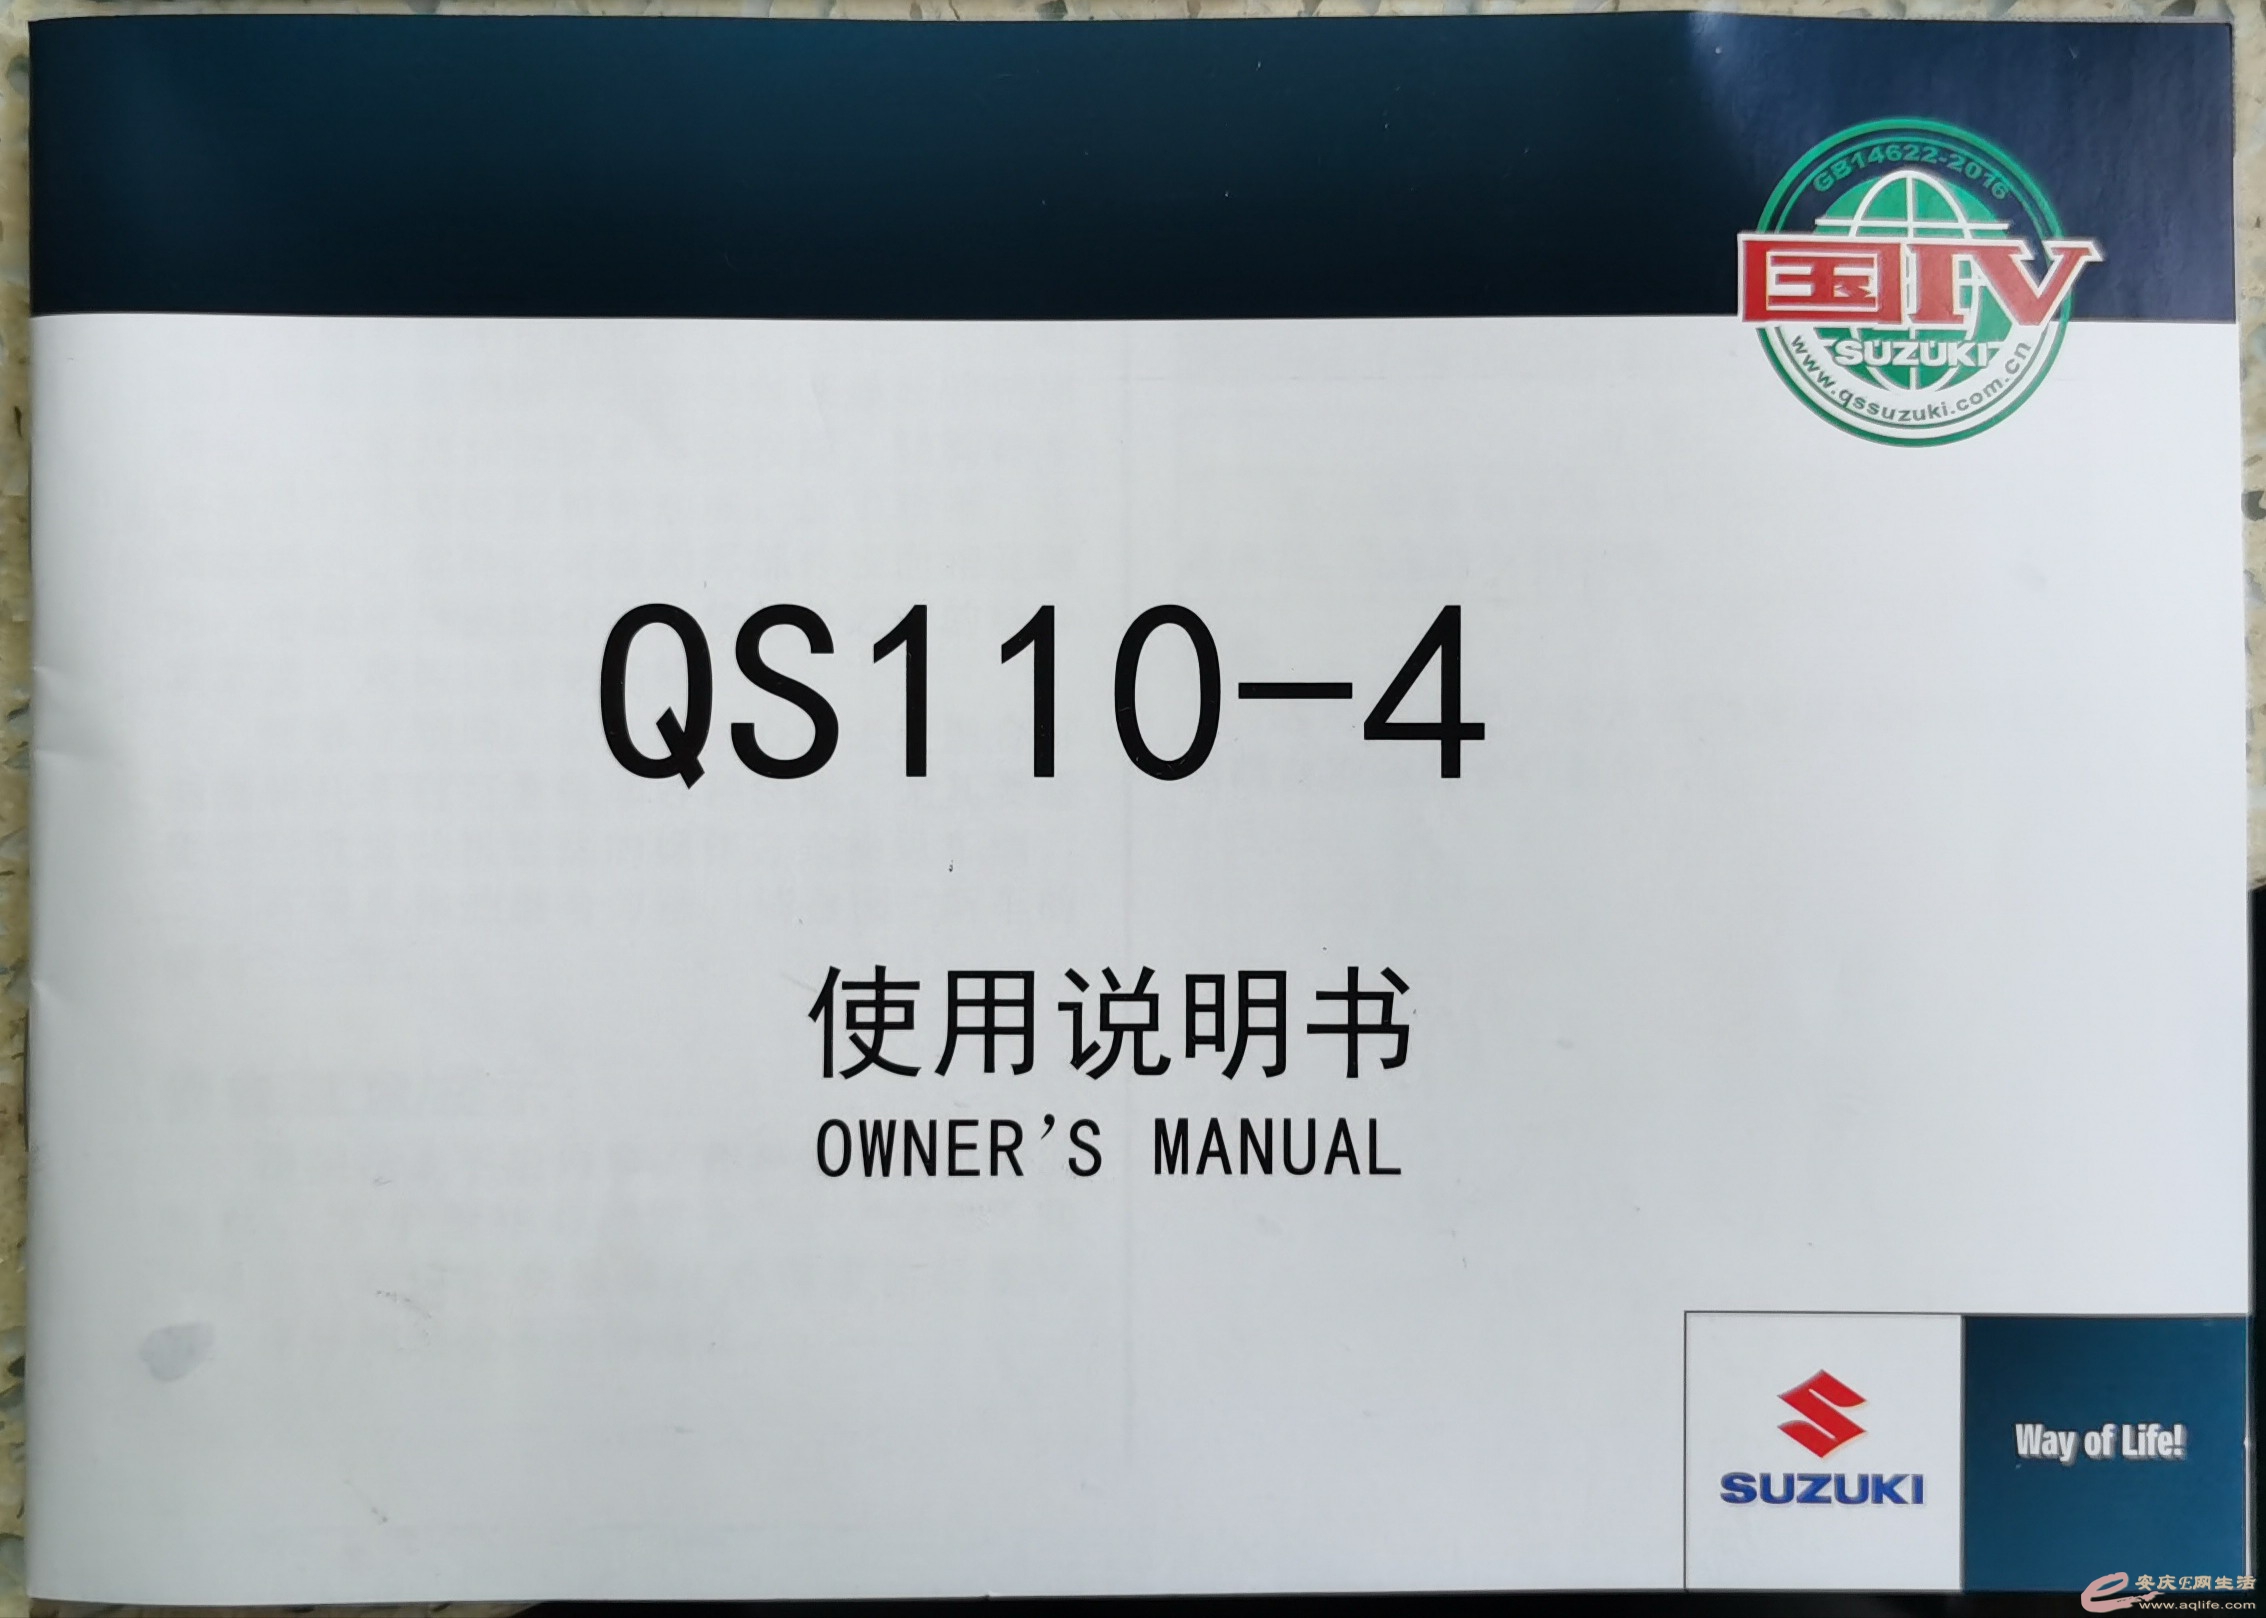 GB14622-2016
国IV
SUZUKI
www.qssuzuki.com.cn
QS110-4
使用说明书
OWNER'S MANUAL
SUZUKI
Way of Life!
安庆E网生活
www.aqlife.com